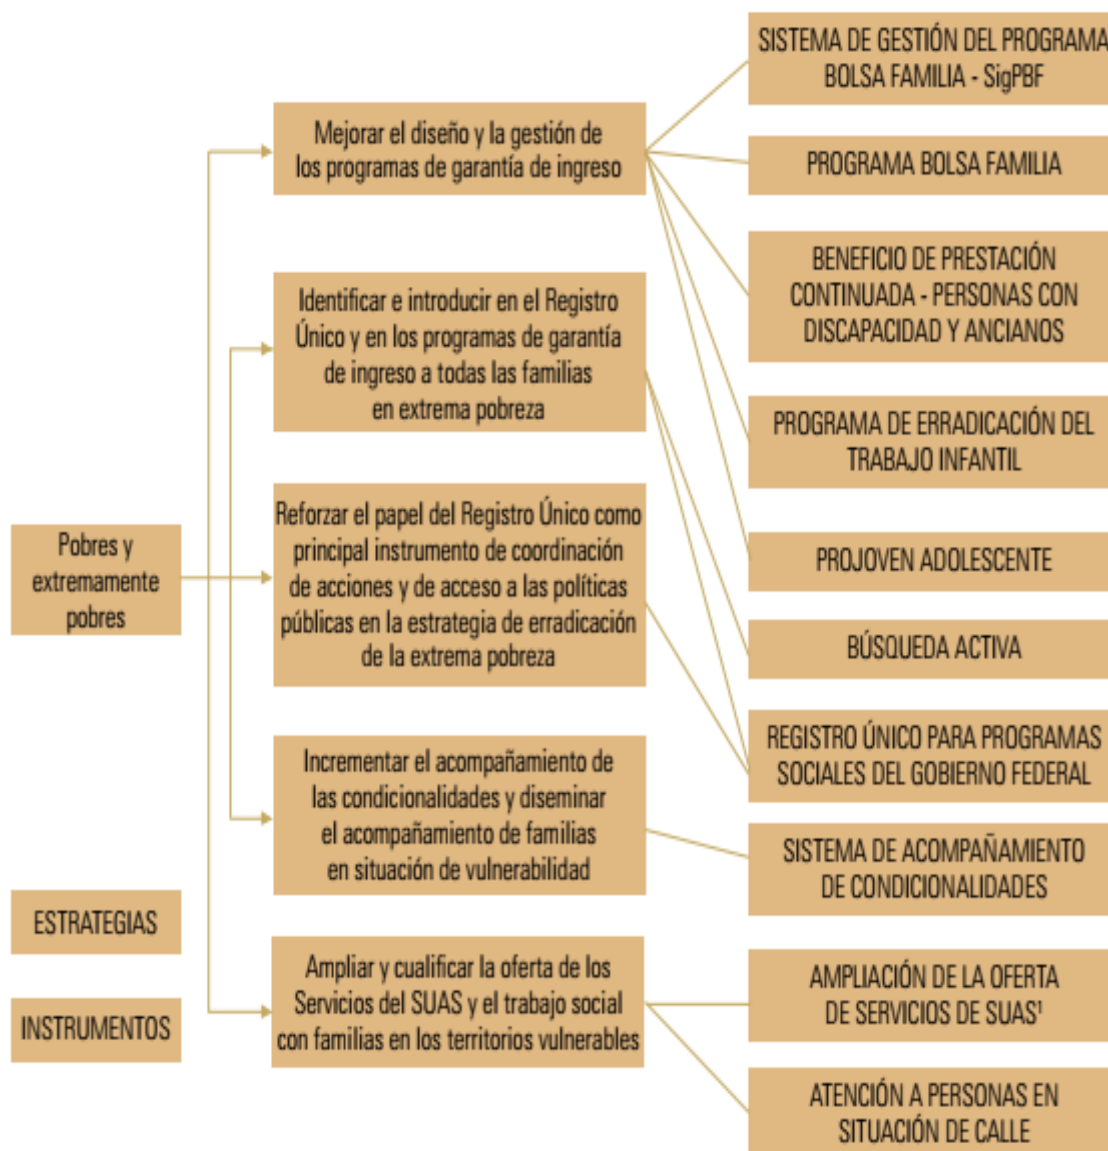 Pobres y
extremamente
pobres
ESTRATEGIAS
INSTRUMENTOS
Mejorar el diseño y la gestión de
los programas de garantía de ingreso
Identificar e introducir en el Registro
Único y en los programas de garantía
de ingreso a todas las familias
en extrema pobreza
Reforzar el papel del Registro Único como
principal instrumento de coordinación
de acciones y de acceso a las políticas
públicas en la estrategia de erradicación
de la extrema pobreza
Incrementar el acompañamiento de
las condicionalidades y diseminar
el acompañamiento de familias
en situación de vulnerabilidad
Ampliar y cualificar la oferta de los
Servicios del SUAS y el trabajo social
con familias en los territorios vulnerables
SISTEMA DE GESTIÓN DEL PROGRAMA
BOLSA FAMILIA - SigPBF
PROGRAMA BOLSA FAMILIA
BENEFICIO DE PRESTACIÓN
CONTINUADA - PERSONAS CON
DISCAPACIDAD Y ANCIANOS
PROGRAMA DE ERRADICACIÓN DEL
TRABAJO INFANTIL
PROJOVEN ADOLESCENTE
BÚSQUEDA ACTIVA
REGISTRO ÚNICO PARA PROGRAMAS
SOCIALES DEL GOBIERNO FEDERAL
SISTEMA DE ACOMPAÑAMIENTO
DE CONDICIONALIDADES
AMPLIACIÓN DE LA OFERTA
DE SERVICIOS DE SUAS¹
ATENCIÓN A PERSONAS EN
SITUACIÓN DE CALLE